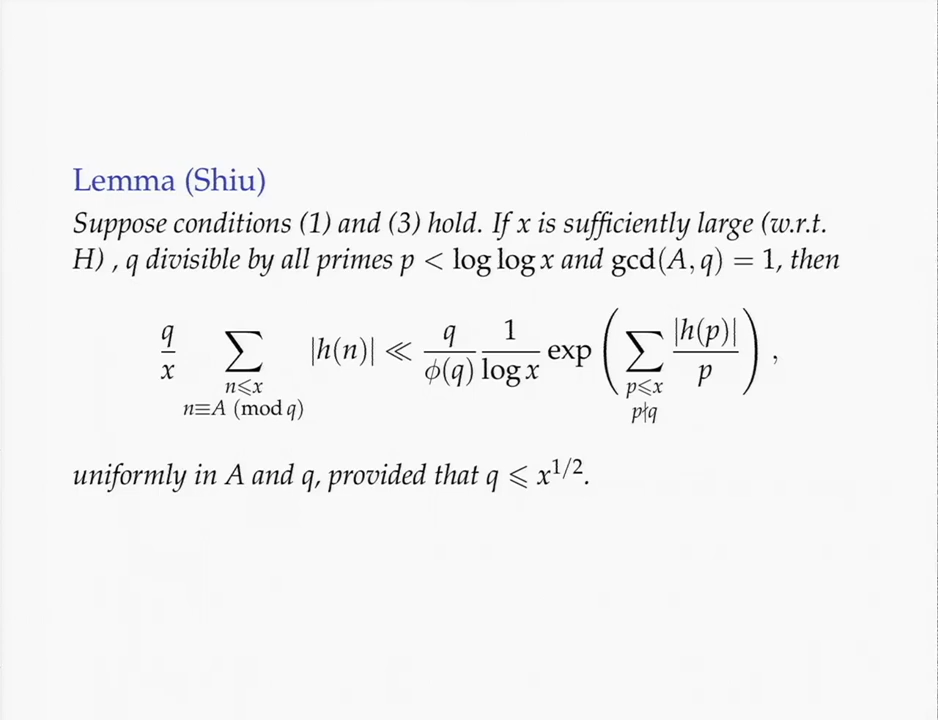 Lemma (Shiu)
Suppose conditions (1) and (3) hold. If x is sufficiently large (w.r.t.
H) , q divisible by all primes p < log log x and gcd(A, q) = 1, then
q/x ∑_{n⩽x, n≡A (mod q)} |h(n)| ≪ q/ϕ(q) 1/log x exp ( ∑_{p⩽x, p∤q} |h(p)|/p ) ,
uniformly in A and q, provided that q ⩽ x^{1/2}.